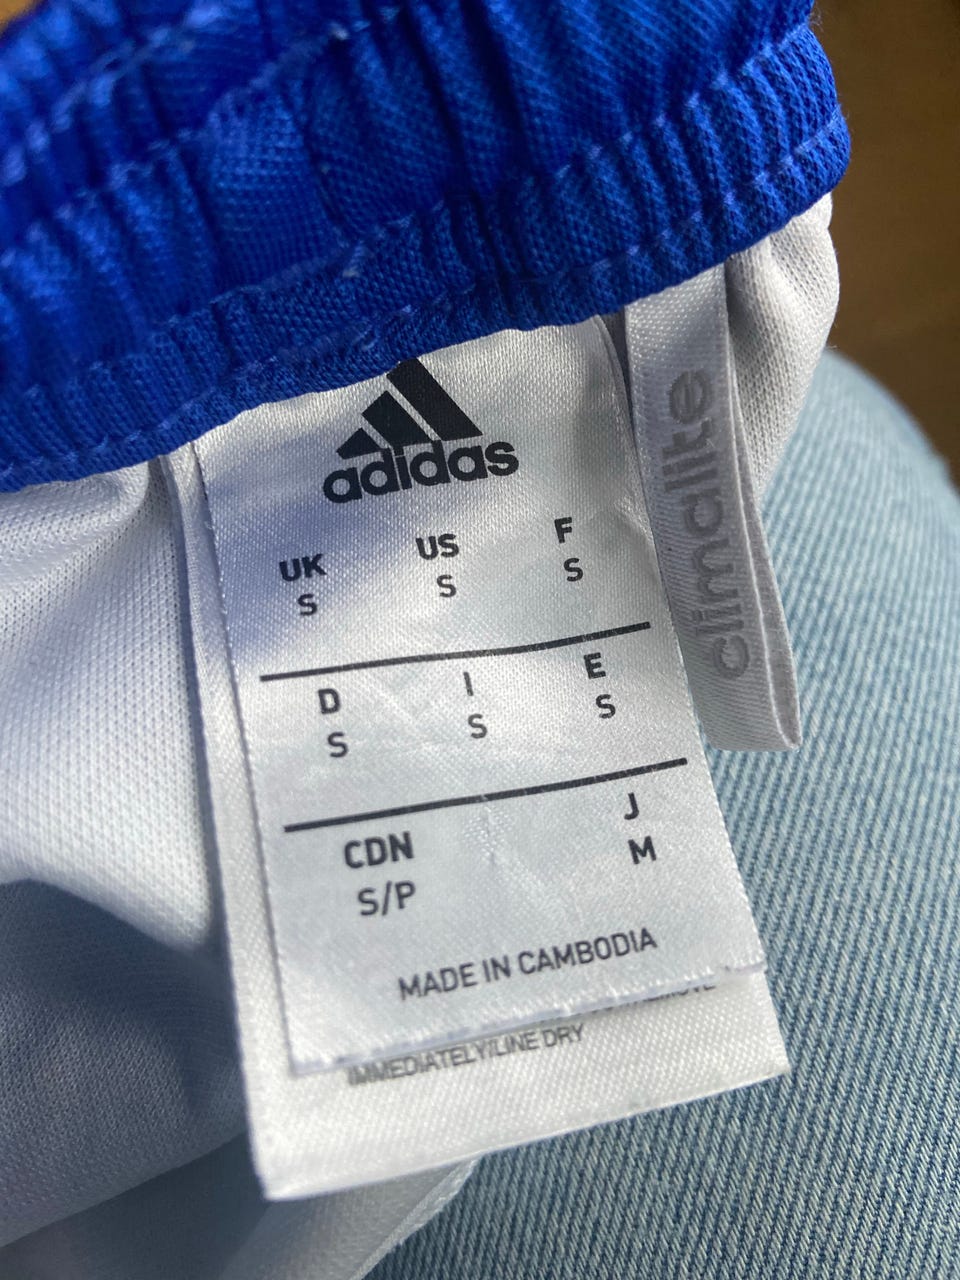 adidas
UK US F
S S S
D I E
S S S
CDN J
S/P M
MADE IN CAMBODIA
IMMEDIATELY/LINE DRY
climalite